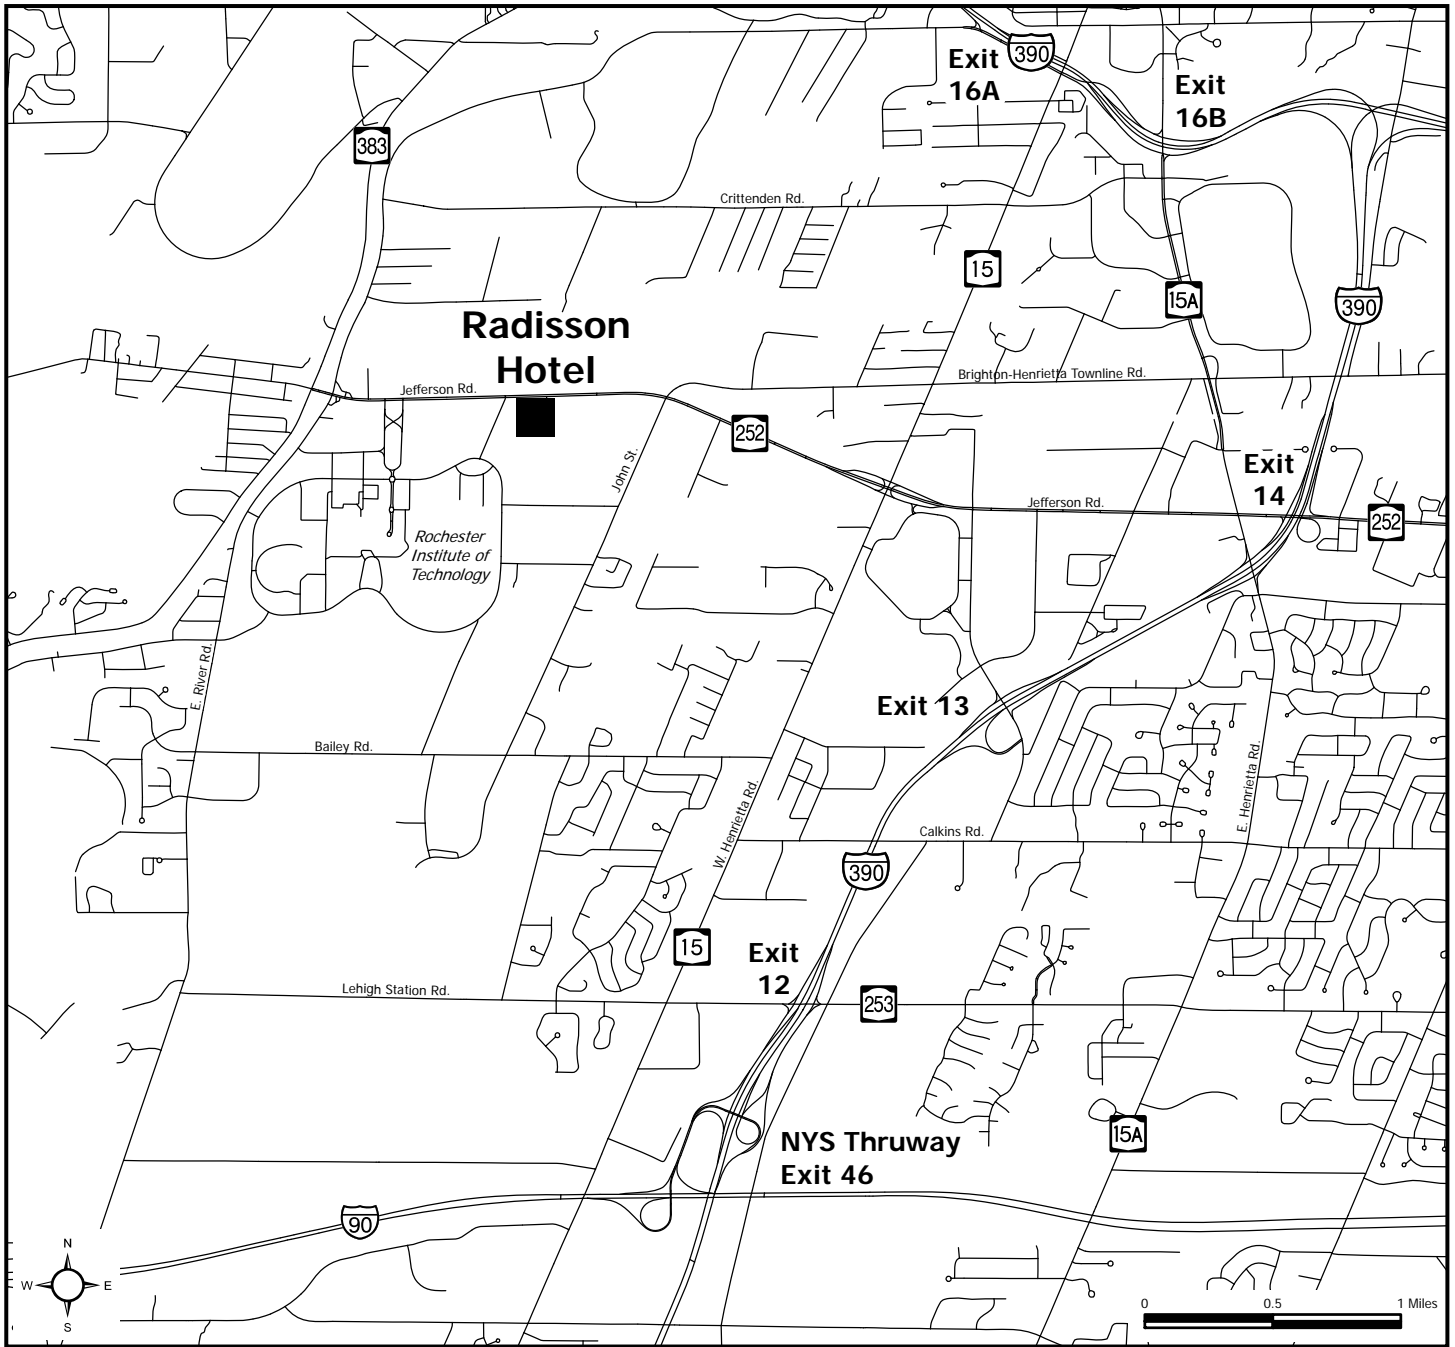 Exit
16A
390
Exit
16B
383
Crittenden Rd.
15
15A
390
Radisson
Hotel
Brighton-Henrietta Townline Rd.
Jefferson Rd.
252
John St.
Exit
14
Jefferson Rd.
252
Rochester
Institute of
Technology
E. River Rd.
Exit 13
Bailey Rd.
E. Henrietta Rd.
W. Henrietta Rd.
Calkins Rd.
390
15
Exit
12
Lehigh Station Rd.
253
15A
NYS Thruway
Exit 46
90
N
W
E
S
0
0.5
1 Miles